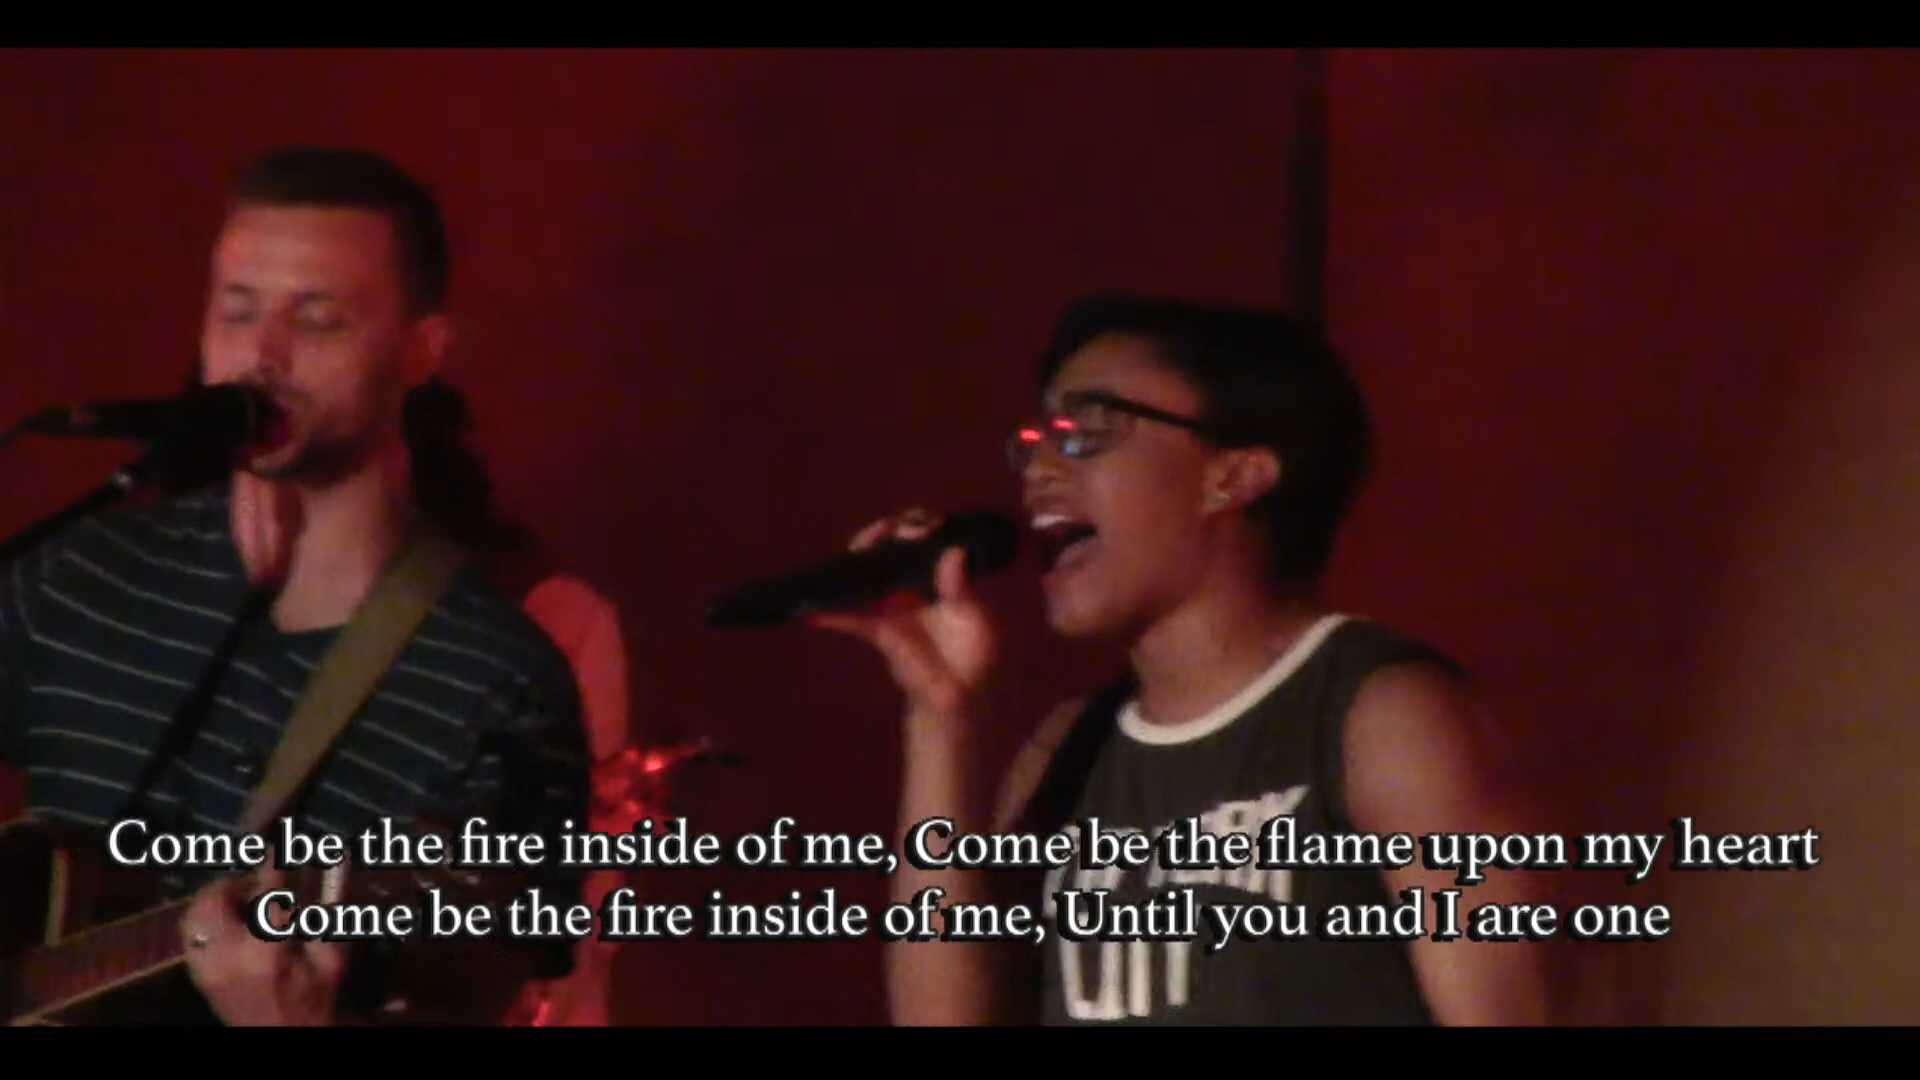 Come be the fire inside of me, Come be the flame upon my heart
Come be the fire inside of me, Until you and I are one